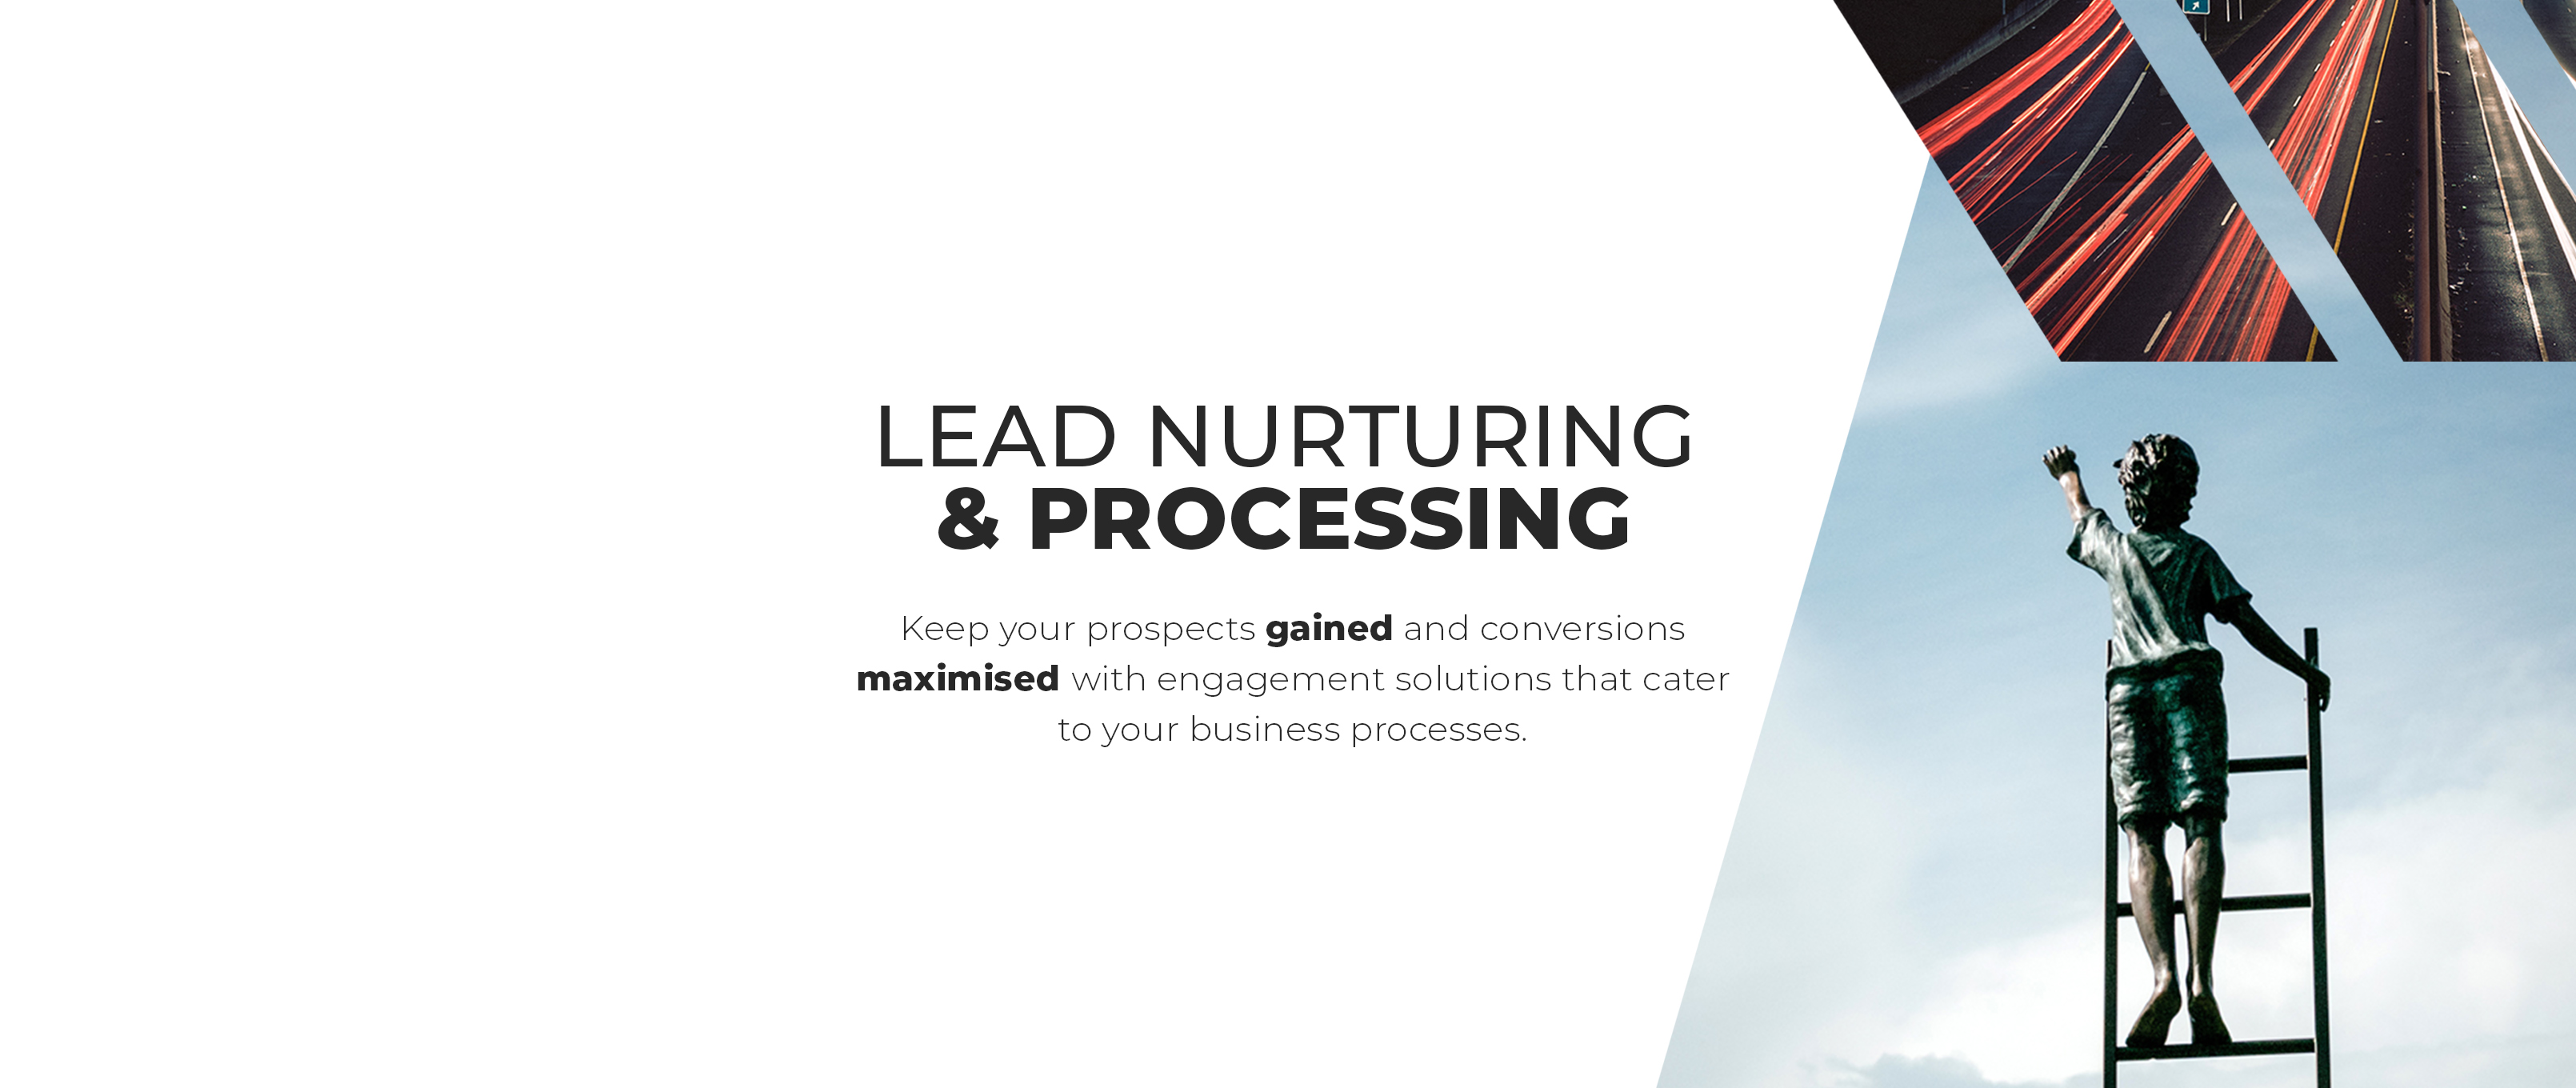 LEAD NURTURING
& PROCESSING
Keep your prospects gained and conversions
maximised with engagement solutions that cater
to your business processes.